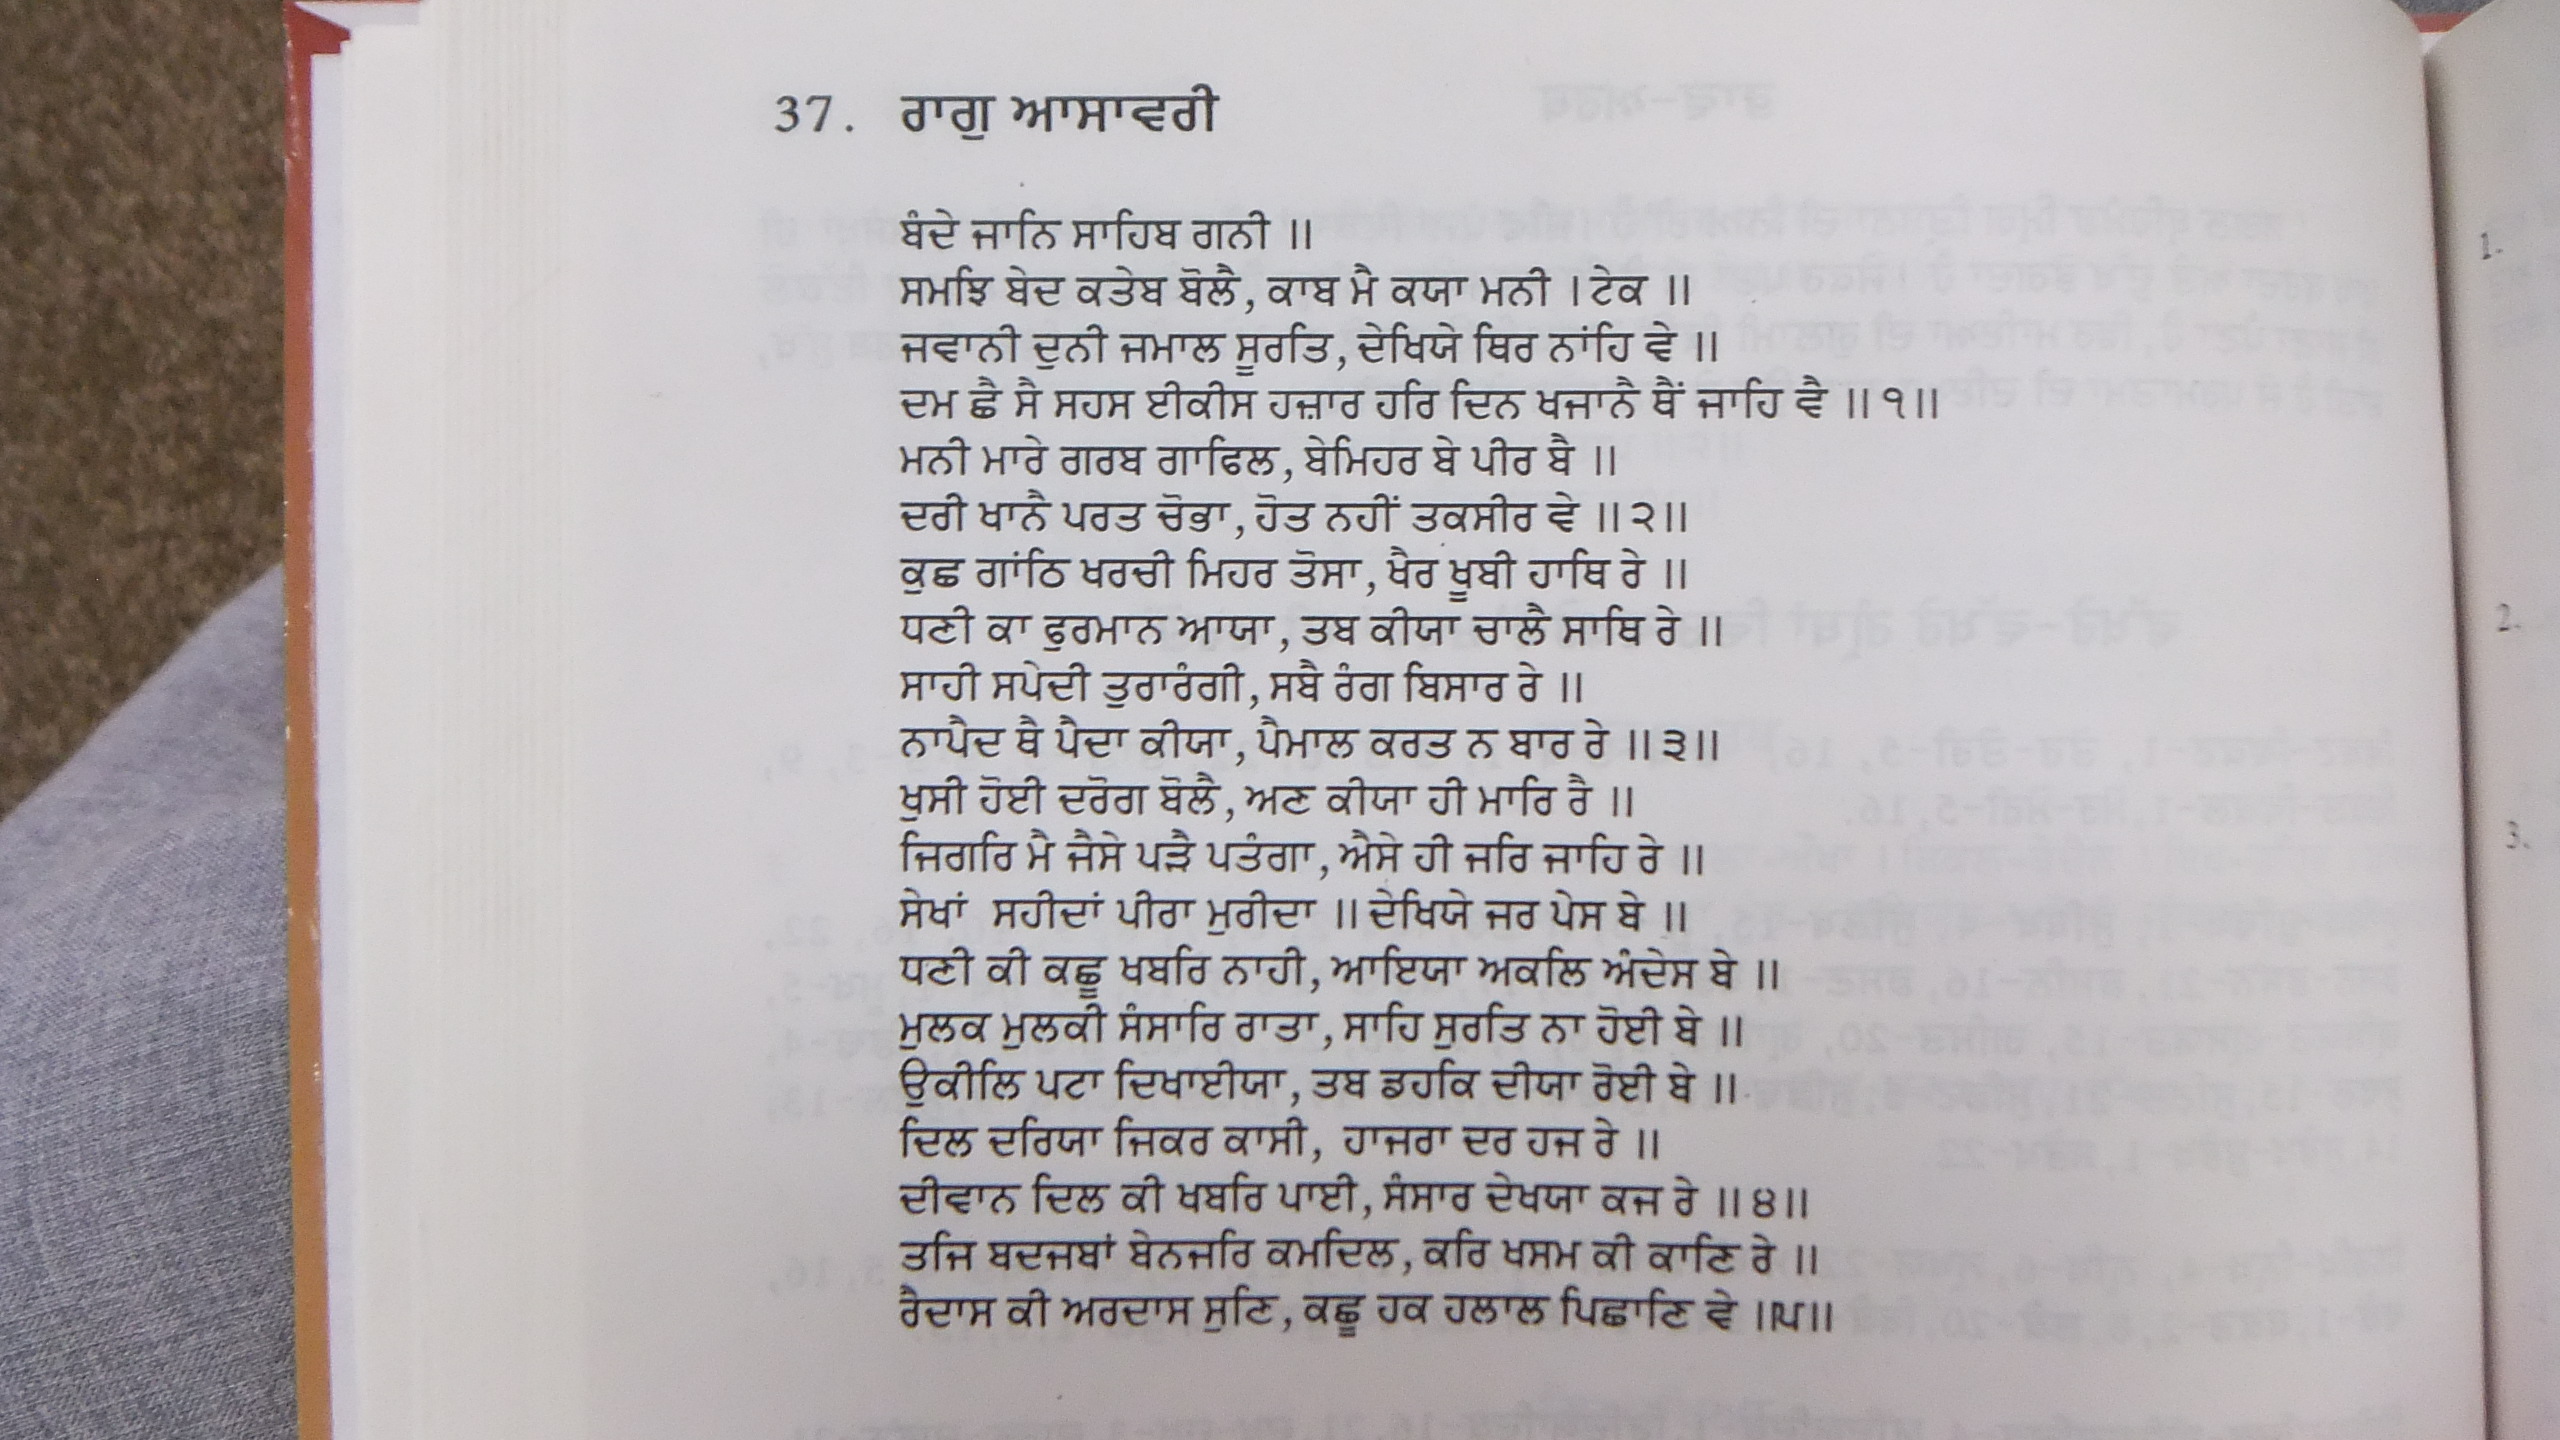 37. ਰਾਗੁ ਆਸਾਵਰੀ
ਬੰਦੇ ਜਾਨਿ ਸਾਹਿਬ ਗਨੀ ॥
ਸਮਝਿ ਬੇਦ ਕਤੇਬ ਬੋਲੈ, ਕਾਬ ਮੈ ਕਯਾ ਮਨੀ । ਟੇਕ ॥
ਜਵਾਨੀ ਦੁਨੀ ਜਮਾਲ ਸੂਰਤਿ, ਦੇਖਿਯੇ ਥਿਰ ਨਾਂਹਿ ਵੇ ॥
ਦਮ ਛੈ ਸੈ ਸਹਸ ਈਕੀਸ ਹਜ਼ਾਰ ਹਰਿ ਦਿਨ ਖਜਾਨੈ ਥੈਂ ਜਾਹਿ ਵੈ ॥ ੧॥
ਮਨੀ ਮਾਰੇ ਗਰਬ ਗਾਫਿਲ, ਬੇਮਿਹਰ ਬੇ ਪੀਰ ਬੈ ॥
ਦਰੀ ਖਾਨੈ ਪਰਤ ਚੋਭਾ, ਹੋਤ ਨਹੀਂ ਤਕਸੀਰ ਵੇ ॥ ੨॥
ਕੁਛ ਗਾਂਠਿ ਖਰਚੀ ਮਿਹਰ ਤੋਸਾ, ਖੈਰ ਖੂਬੀ ਹਾਥਿ ਰੇ ॥
ਧਣੀ ਕਾ ਫੁਰਮਾਨ ਆਯਾ, ਤਬ ਕੀਯਾ ਚਾਲੈ ਸਾਥਿ ਰੇ ॥
ਸਾਹੀ ਸਪੇਦੀ ਤੁਰਾਰੰਗੀ, ਸਬੈ ਰੰਗ ਬਿਸਾਰ ਰੇ ॥
ਨਾਪੈਦ ਥੈ ਪੈਦਾ ਕੀਯਾ, ਪੈਮਾਲ ਕਰਤ ਨ ਬਾਰ ਰੇ ॥ ੩॥
ਖੁਸੀ ਹੋਈ ਦਰੋਗ ਬੋਲੈ, ਅਣ ਕੀਯਾ ਹੀ ਮਾਰਿ ਰੈ ॥
ਜਿਗਰਿ ਮੈ ਜੈਸੇ ਪੜੈ ਪਤੰਗਾ, ਐਸੇ ਹੀ ਜਰਿ ਜਾਹਿ ਰੇ ॥
ਸੇਖਾਂ ਸਹੀਦਾਂ ਪੀਰਾ ਮੁਰੀਦਾ ॥ ਦੇਖਿਯੇ ਜਰ ਪੇਸ ਬੇ ॥
ਧਣੀ ਕੀ ਕਛੂ ਖਬਰਿ ਨਾਹੀ, ਆਇਯਾ ਅਕਲਿ ਅੰਦੇਸ ਬੇ ॥
ਮੁਲਕ ਮੁਲਕੀ ਸੰਸਾਰਿ ਰਾਤਾ, ਸਾਹਿ ਸੁਰਤਿ ਨਾ ਹੋਈ ਬੇ ॥
ਉਕੀਲਿ ਪਟਾ ਦਿਖਾਈਯਾ, ਤਬ ਡਹਕਿ ਦੀਯਾ ਰੋਈ ਬੇ ॥
ਦਿਲ ਦਰਿਯਾ ਜਿਕਰ ਕਾਸੀ, ਹਾਜਰਾ ਦਰ ਹਜ ਰੇ ॥
ਦੀਵਾਨ ਦਿਲ ਕੀ ਖਬਰਿ ਪਾਈ, ਸੰਸਾਰ ਦੇਖਯਾ ਕਜ ਰੇ ॥ ੪॥
ਤਜਿ ਬਦਜਬਾਂ ਬੇਨਜਰਿ ਕਮਦਿਲ, ਕਰਿ ਖਸਮ ਕੀ ਕਾਣਿ ਰੇ ॥
ਰੈਦਾਸ ਕੀ ਅਰਦਾਸ ਸੁਣਿ, ਕਛੂ ਹਕ ਹਲਾਲ ਪਿਛਾਣਿ ਵੇ ॥੫॥
1.
2.
3.